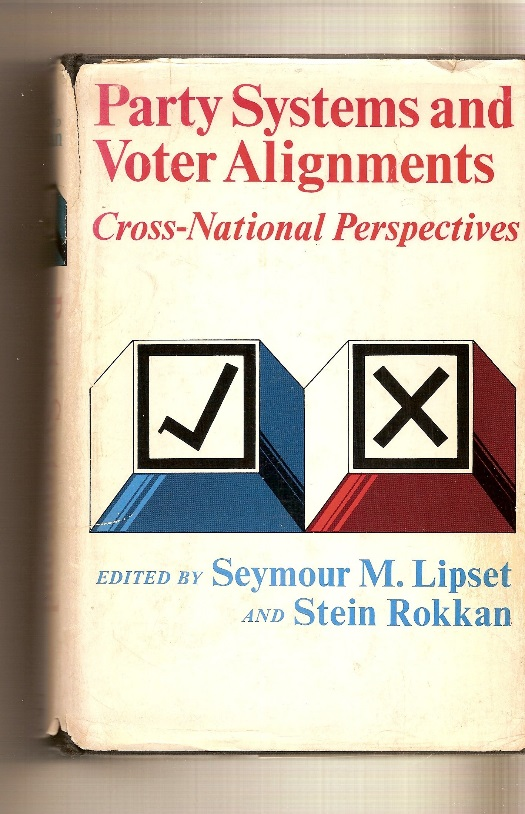 Party Systems and
Voter Alignments
Cross-National Perspectives
EDITED BY Seymour M. Lipset
AND Stein Rokkan